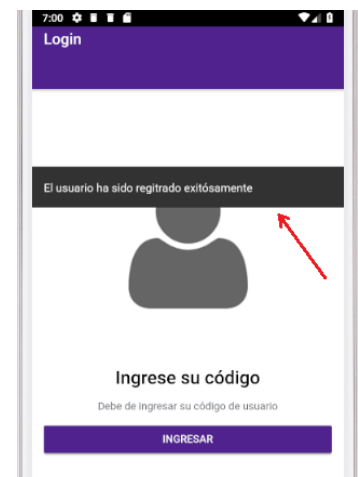 7:00
Login
El usuario ha sido regitrado exitósamente
Ingrese su código
Debe de ingresar su código de usuario
INGRESAR